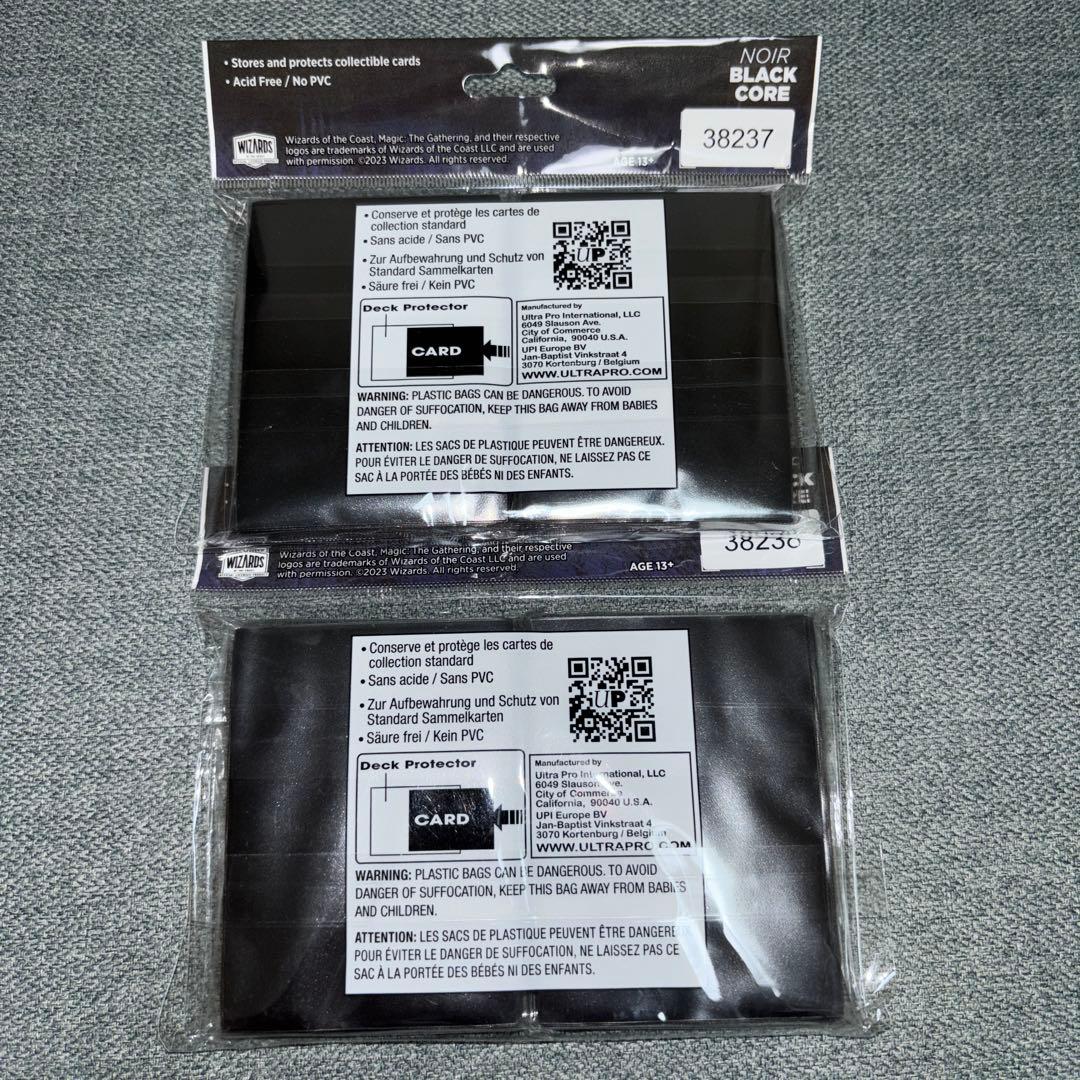 • Stores and protects collectible cards
• Acid Free / No PVC
NOIR
BLACK
CORE
38237
WIZARDS
Wizards of the Coast, Magic: The Gathering, and their respective
logos are trademarks of Wizards of the Coast LLC and are used
with permission. ©2023 Wizards. All rights reserved.
AGE 13+
• Conserve et protège les cartes de
collection standard
• Sans acide / Sans PVC
• Zur Aufbewahrung und Schutz von
Standard Sammelkarten
• Säure frei / Kein PVC
UP
Deck Protector
CARD
Manufactured by
Ultra Pro International, LLC
6049 Slauson Ave.
City of Commerce
California, 90040 U.S.A.
UPI Europe BV
Jan-Baptist Vinkstraat 4
3070 Kortenburg / Belgium
WWW.ULTRAPRO.COM
WARNING: PLASTIC BAGS CAN BE DANGEROUS. TO AVOID
DANGER OF SUFFOCATION, KEEP THIS BAG AWAY FROM BABIES
AND CHILDREN.
ATTENTION: LES SACS DE PLASTIQUE PEUVENT ÊTRE DANGEREUX.
POUR ÉVITER LE DANGER DE SUFFOCATION, NE LAISSEZ PAS CE
SAC À LA PORTÉE DES BÉBÉS NI DES ENFANTS.
CK
RE
38238
WIZARDS
Wizards of the Coast, Magic: The Gathering, and their respective
logos are trademarks of Wizards of the Coast LLC and are used
with permission. ©2023 Wizards. All rights reserved.
AGE 13+
• Conserve et protège les cartes de
collection standard
• Sans acide / Sans PVC
• Zur Aufbewahrung und Schutz von
Standard Sammelkarten
• Säure frei / Kein PVC
UP
Deck Protector
CARD
Manufactured by
Ultra Pro International, LLC
6049 Slauson Ave.
City of Commerce
California, 90040 U.S.A.
UPI Europe BV
Jan-Baptist Vinkstraat 4
3070 Kortenburg / Belgium
WWW.ULTRAPRO.COM
WARNING: PLASTIC BAGS CAN BE DANGEROUS. TO AVOID
DANGER OF SUFFOCATION, KEEP THIS BAG AWAY FROM BABIES
AND CHILDREN.
ATTENTION: LES SACS DE PLASTIQUE PEUVENT ÊTRE DANGEREUX.
POUR ÉVITER LE DANGER DE SUFFOCATION, NE LAISSEZ PAS CE
SAC À LA PORTÉE DES BÉBÉS NI DES ENFANTS.